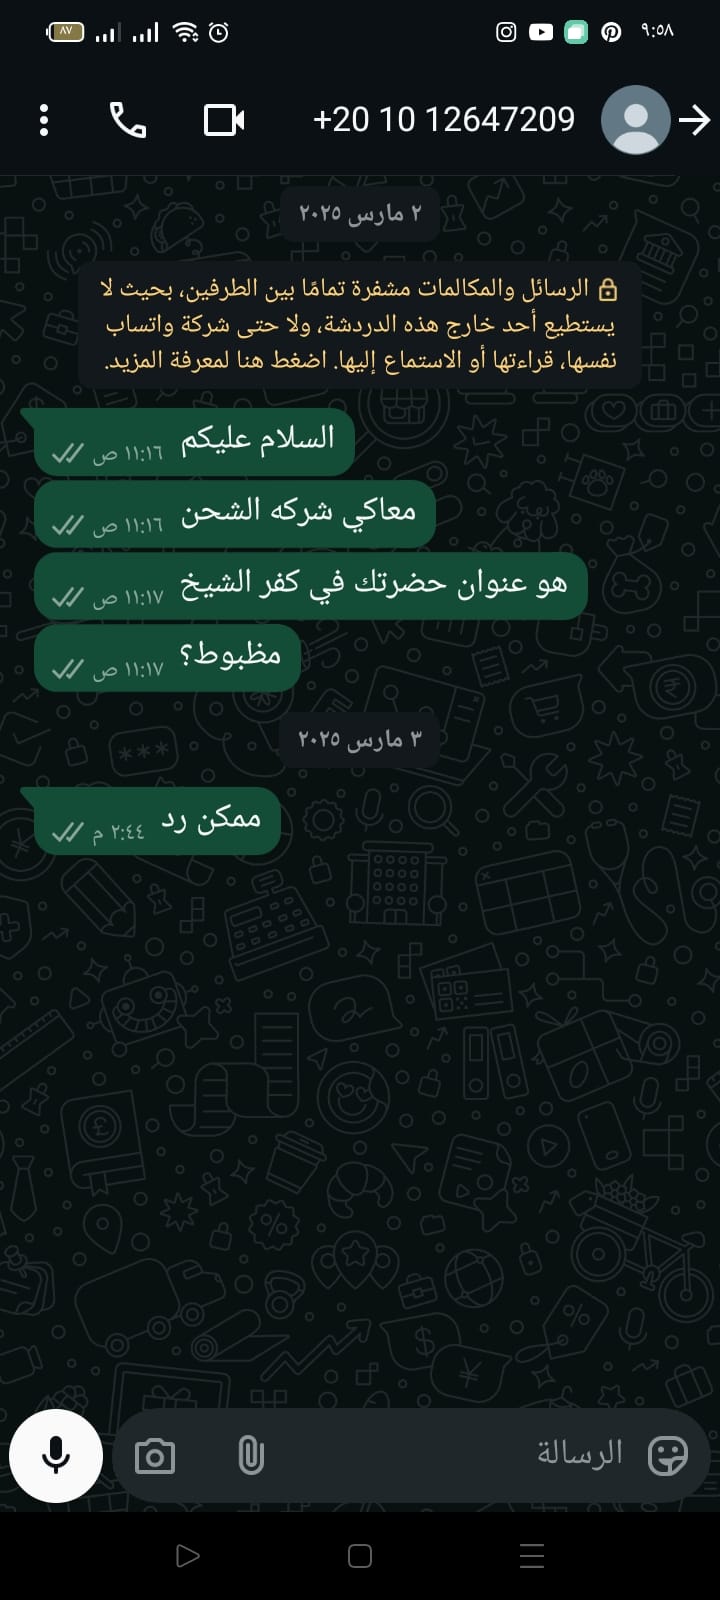 ٩:٥٨
٨٧
+20 10 12647209
٢ مارس ٢٠٢٥
الرسائل والمكالمات مشفرة تمامًا بين الطرفين، بحيث لا
يستطيع أحد خارج هذه الدردشة، ولا حتى شركة واتساب
نفسها، قراءتها أو الاستماع إليها. اضغط هنا لمعرفة المزيد.
السلام عليكم
١١:١٦ ص
معاكي شركه الشحن
١١:١٦ ص
هو عنوان حضرتك في كفر الشيخ
١١:١٧ ص
مظبوط؟
١١:١٧ ص
٣ مارس ٢٠٢٥
ممكن رد
٢:٤٤ م
الرسالة